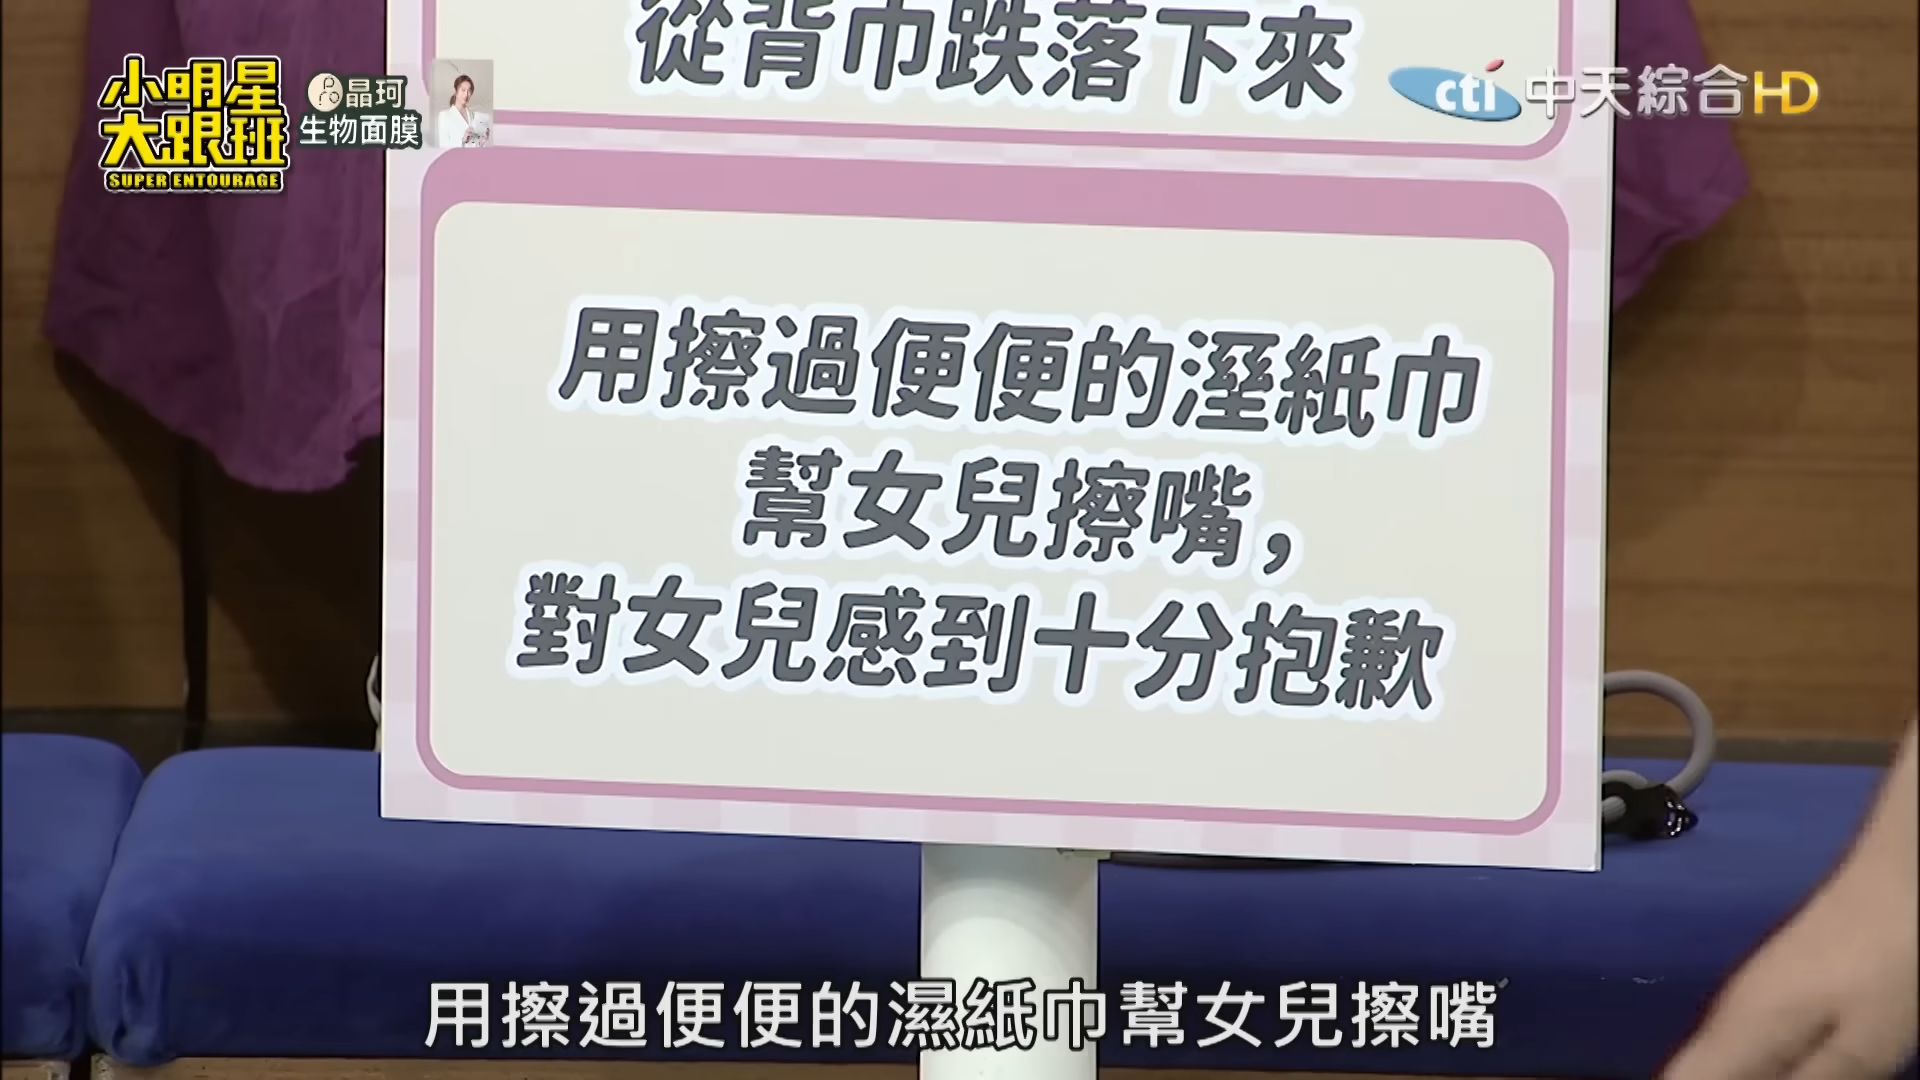 從背巾跌落下來
小明星
大跟班
SUPER ENTOURAGE
Pro
晶珂
生物面膜
cti 中天綜合HD
用擦過便便的溼紙巾
幫女兒擦嘴，
對女兒感到十分抱歉
用擦過便便的濕紙巾幫女兒擦嘴